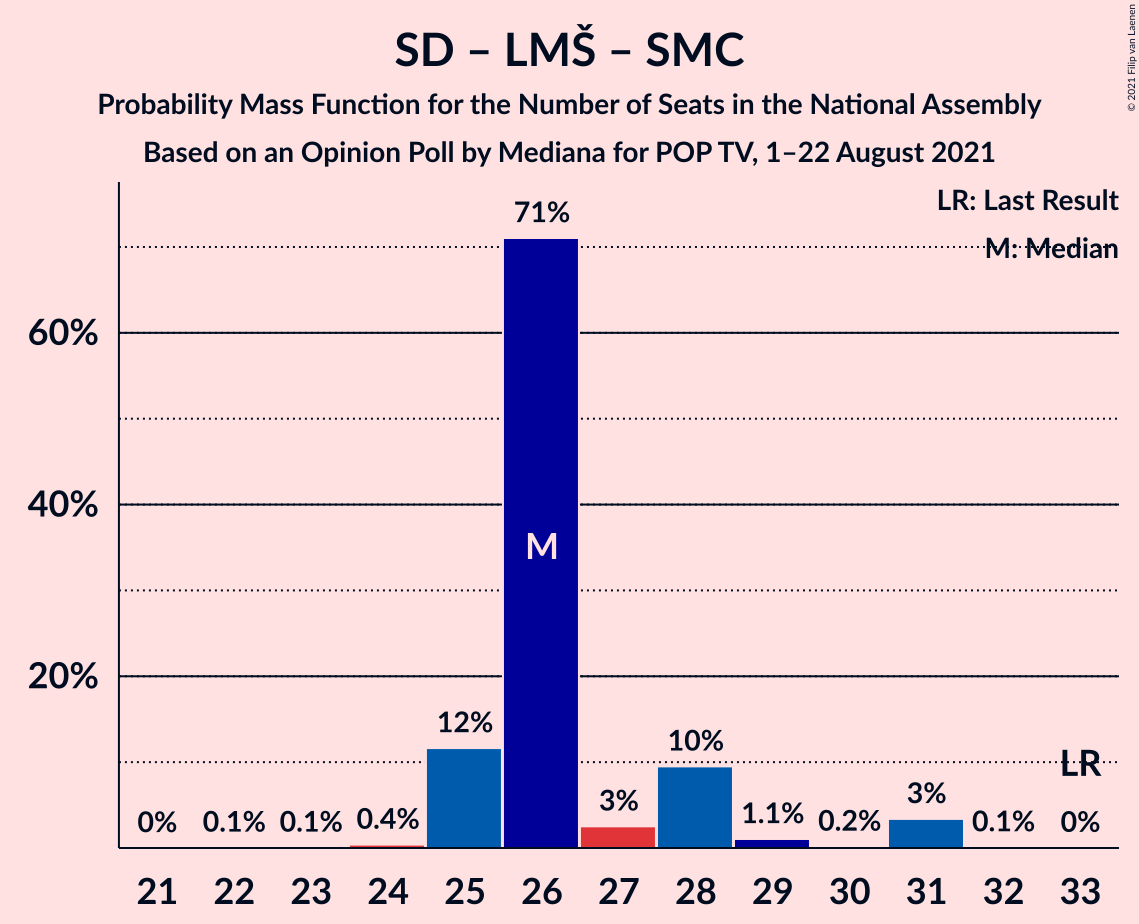 SD – LMŠ – SMC
Probability Mass Function for the Number of Seats in the National Assembly
Based on an Opinion Poll by Mediana for POP TV, 1–22 August 2021
© 2021 Filip van Laenen
LR: Last Result
M: Median
71%
60%
40%
M
20%
12%
10%
LR
3%
3%
1.1%
0.4%
0%
0.1%
0.1%
0.2%
0.1%
0%
21 22 23 24 25 26 27 28 29 30 31 32 33